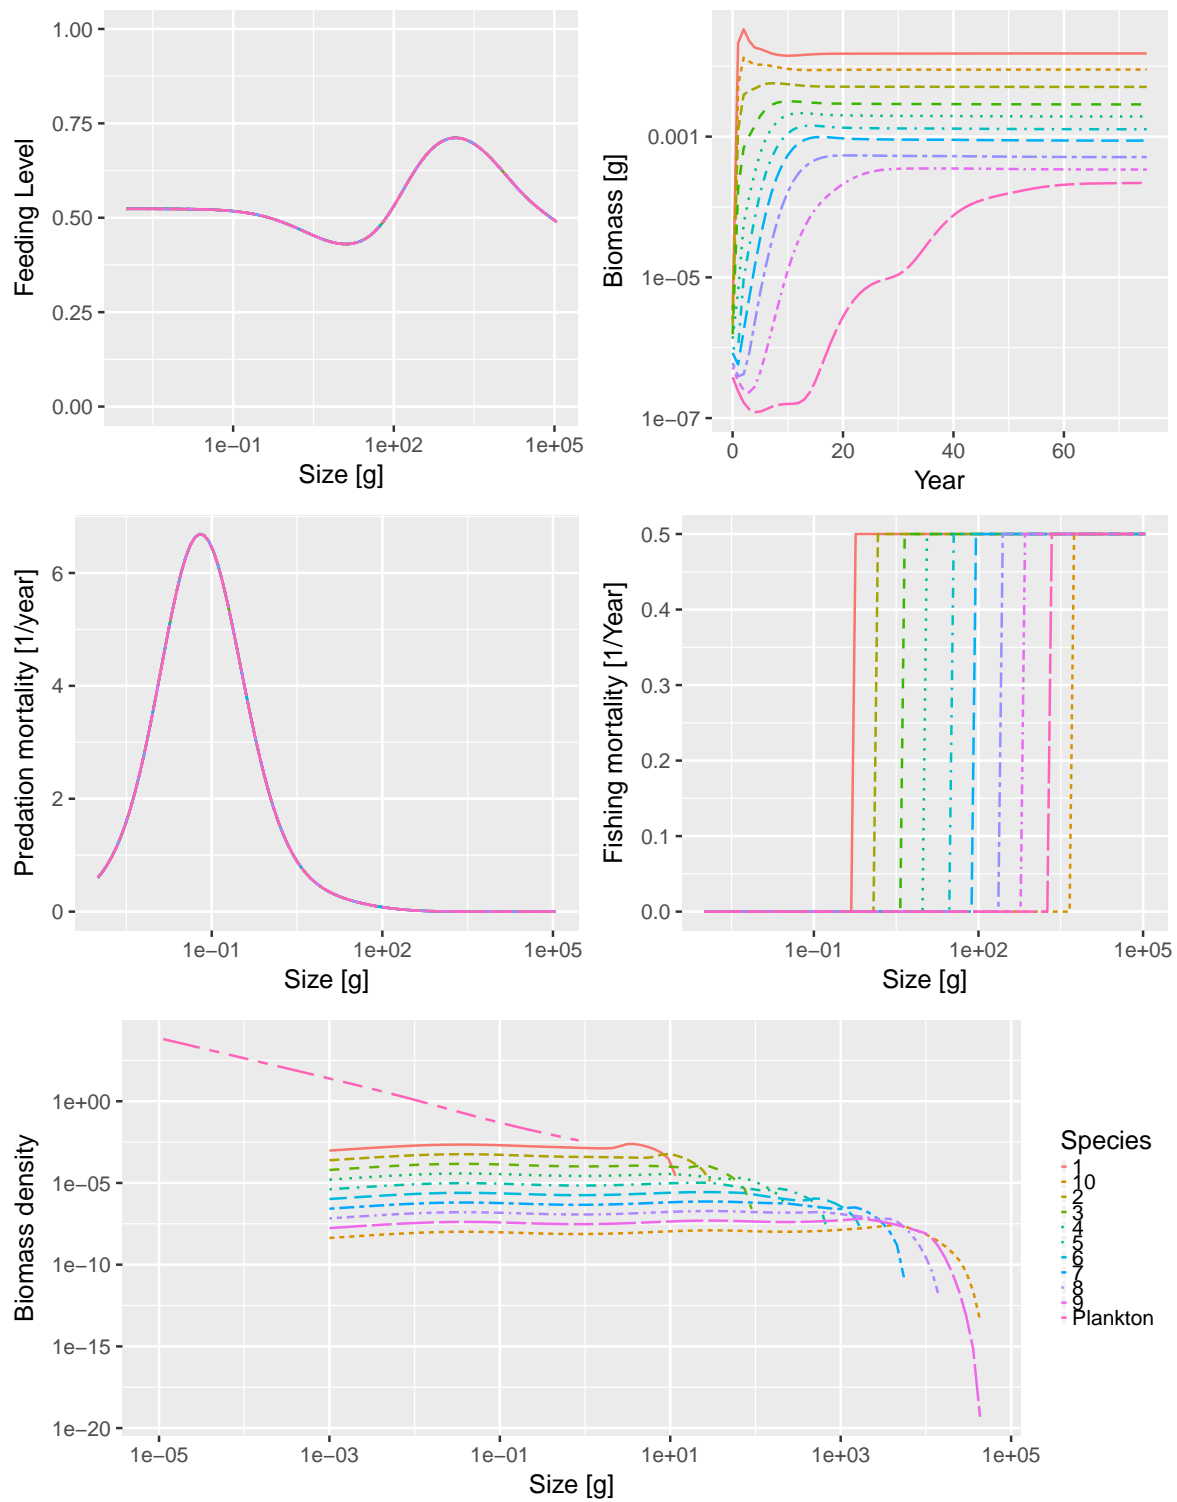 1.00
0.75
0.50
0.25
0.00
Feeding Level
1e−01
1e+02
1e+05
Size [g]
0.001
1e−05
1e−07
Biomass [g]
0
20
40
60
Year
6
4
2
0
Predation mortality [1/year]
1e−01
1e+02
1e+05
Size [g]
0.5
0.4
0.3
0.2
0.1
0.0
Fishing mortality [1/Year]
1e−01
1e+02
1e+05
Size [g]
1e+00
1e−05
1e−10
1e−15
1e−20
Biomass density
1e−05
1e−03
1e−01
1e+01
1e+03
1e+05
Size [g]
Species
1
10
2
3
4
5
6
7
8
9
Plankton